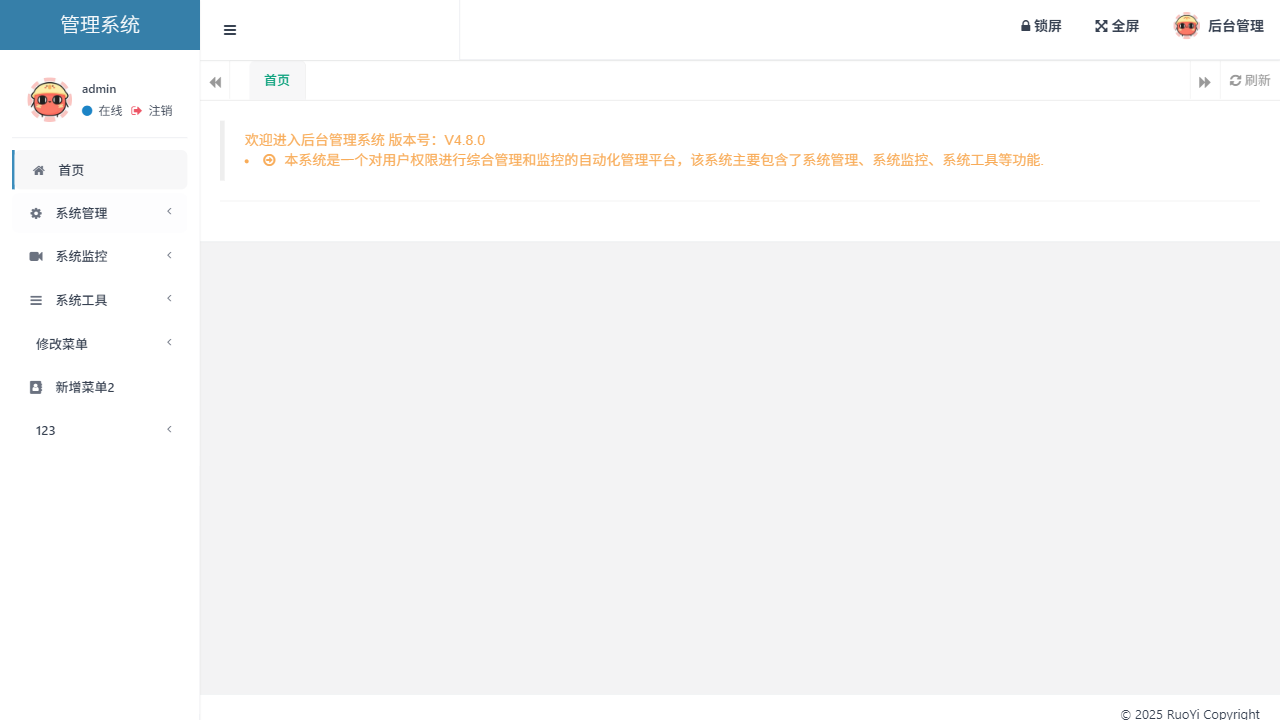 管理系统
锁屏 全屏 后台管理
admin
在线 注销
首页 刷新
首页
系统管理
系统监控
系统工具
修改菜单
新增菜单2
123
欢迎进入后台管理系统 版本号：V4.8.0
本系统是一个对用户权限进行综合管理和监控的自动化管理平台，该系统主要包含了系统管理、系统监控、系统工具等功能.
© 2025 RuoYi Copyright